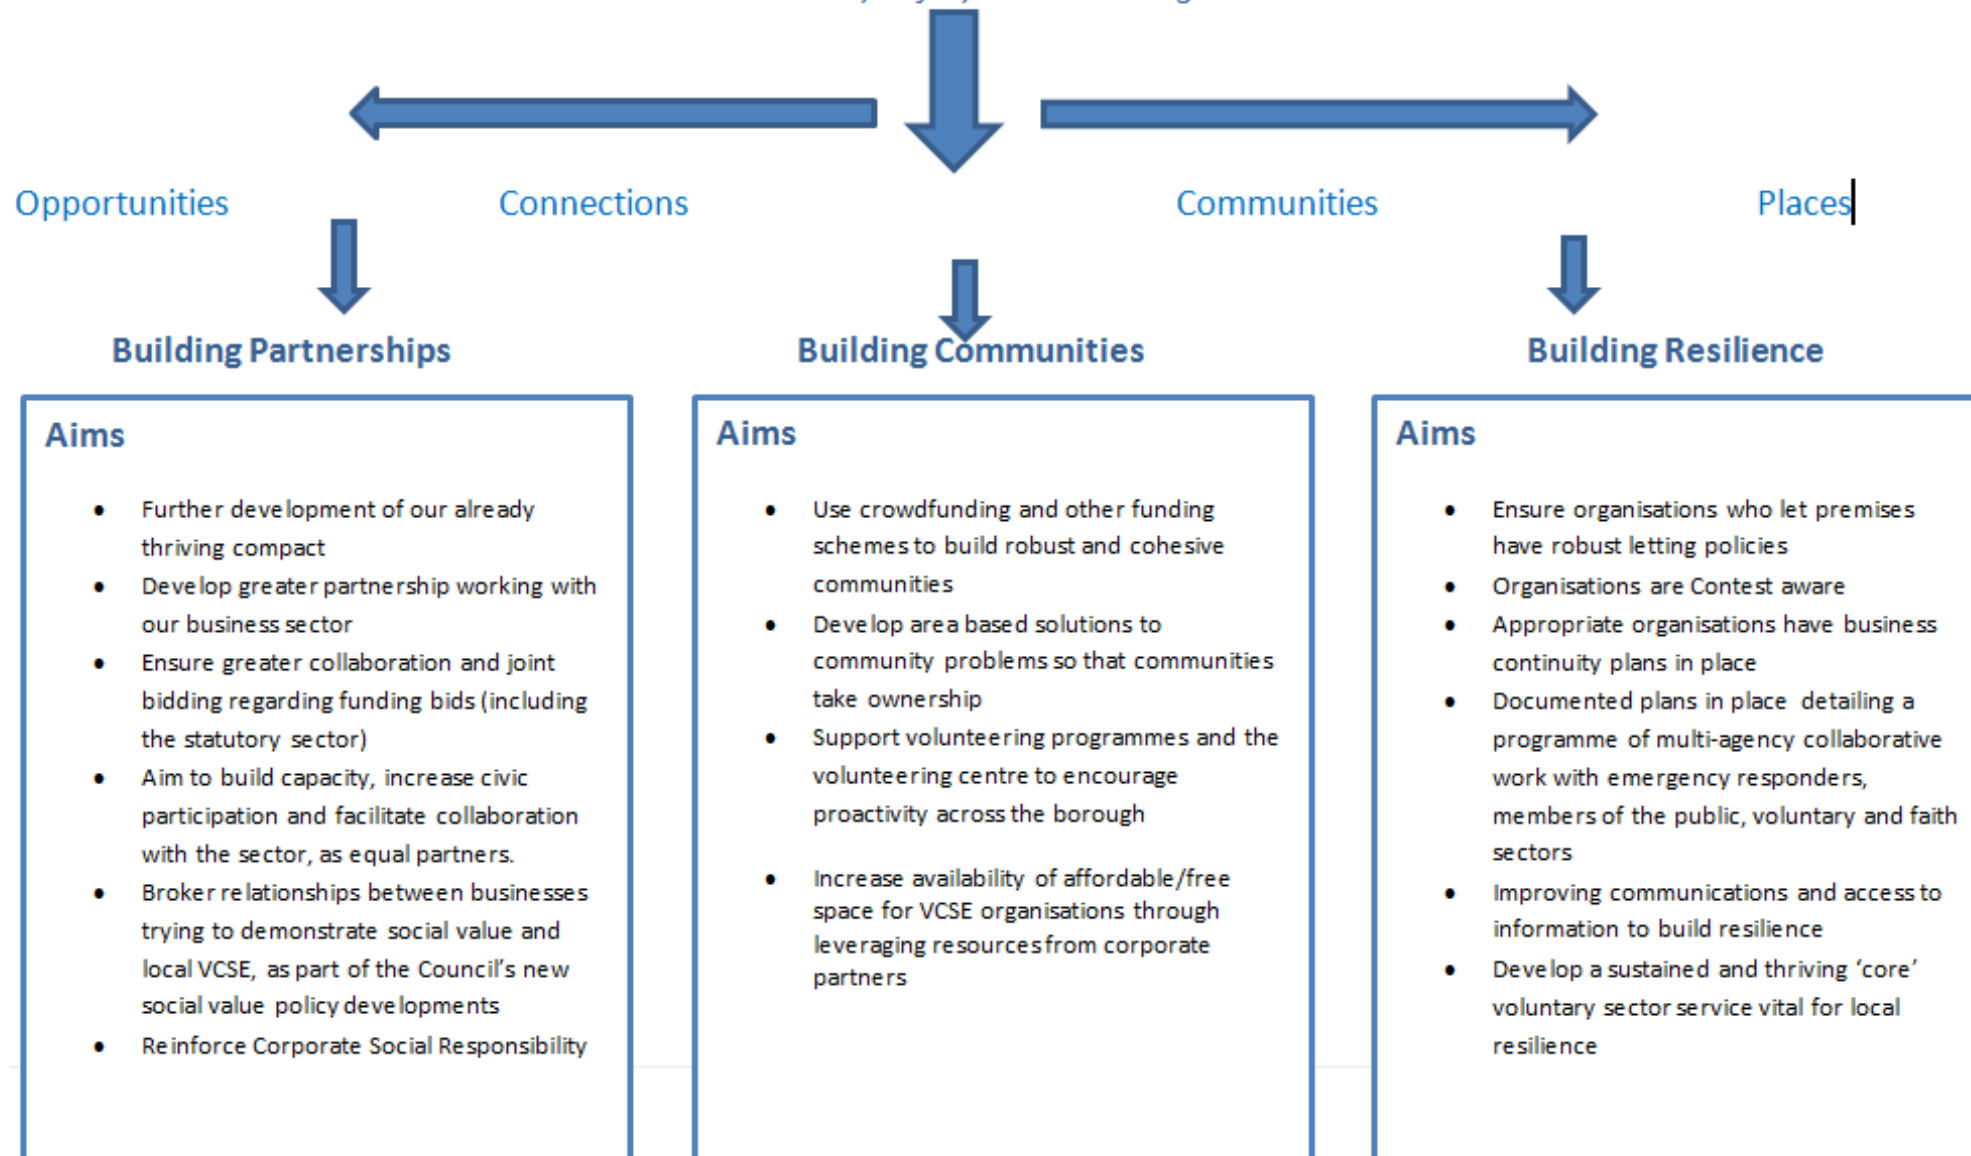 Opportunities
Connections
Communities
Places
Building Partnerships
Aims
• Further development of our already
thriving compact
• Develop greater partnership working with
our business sector
• Ensure greater collaboration and joint
bidding regarding funding bids (including
the statutory sector)
• Aim to build capacity, increase civic
participation and facilitate collaboration
with the sector, as equal partners.
• Broker relationships between businesses
trying to demonstrate social value and
local VCSE, as part of the Council’s new
social value policy developments
• Reinforce Corporate Social Responsibility
Building Communities
Aims
• Use crowdfunding and other funding
schemes to build robust and cohesive
communities
• Develop area based solutions to
community problems so that communities
take ownership
• Support volunteering programmes and the
volunteering centre to encourage
proactivity across the borough
• Increase availability of affordable/free
space for VCSE organisations through
leveraging resources from corporate
partners
Building Resilience
Aims
• Ensure organisations who let premises
have robust letting policies
• Organisations are Contest aware
• Appropriate organisations have business
continuity plans in place
• Documented plans in place detailing a
programme of multi-agency collaborative
work with emergency responders,
members of the public, voluntary and faith
sectors
• Improving communications and access to
information to build resilience
• Develop a sustained and thriving ‘core’
voluntary sector service vital for local
resilience